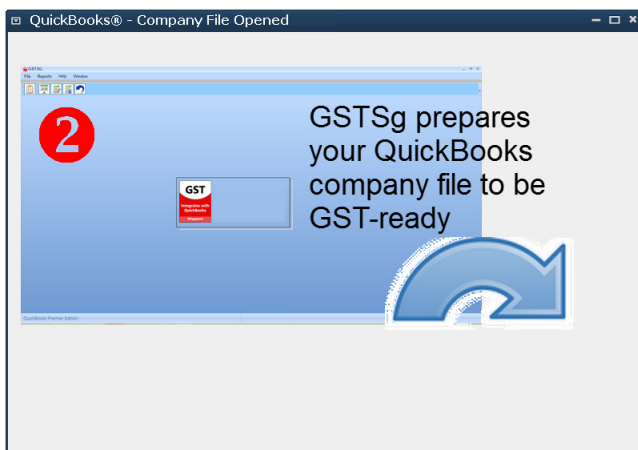 QuickBooks® - Company File Opened
GSTSG
File Reports Help Window
2
GSTSg prepares
your QuickBooks
company file to be
GST-ready
GST
Integrates with
QuickBooks
Singapore
QuickBooks Premier Edition